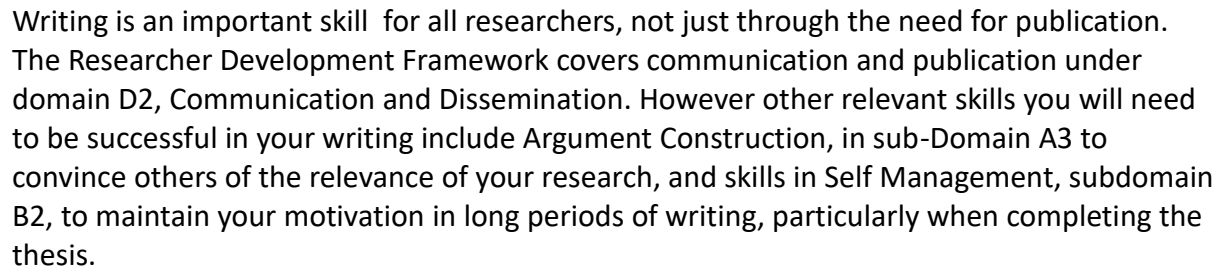 Writing is an important skill  for all researchers, not just through the need for publication.
The Researcher Development Framework covers communication and publication under
domain D2, Communication and Dissemination. However other relevant skills you will need
to be successful in your writing include Argument Construction, in sub-Domain A3 to
convince others of the relevance of your research, and skills in Self Management, subdomain
B2, to maintain your motivation in long periods of writing, particularly when completing the
thesis.